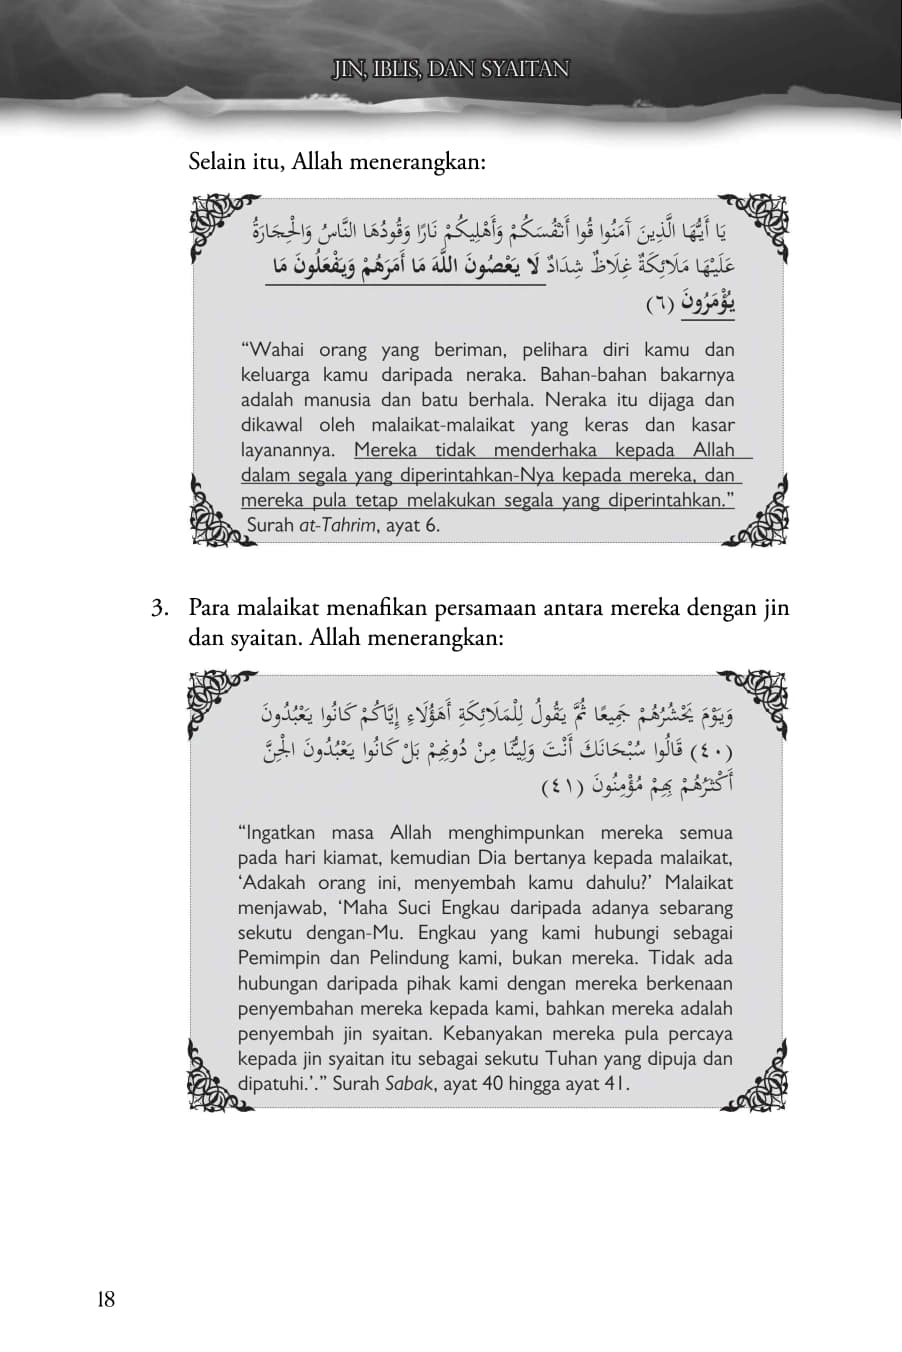 JIN, IBLIS, DAN SYAITAN
Selain itu, Allah menerangkan:
يَا أَيُّهَا الَّذِينَ آمَنُوا قُوا أَنْفُسَكُمْ وَأَهْلِيكُمْ نَارًا وَقُودُهَا النَّاسُ وَالْحِجَارَةُ
عَلَيْهَا مَلَائِكَةٌ غِلَاظٌ شِدَادٌ لَا يَعْصُونَ اللَّهَ مَا أَمَرَهُمْ وَيَفْعَلُونَ مَا
يُؤْمَرُونَ (٦)
“Wahai orang yang beriman, pelihara diri kamu dan
keluarga kamu daripada neraka. Bahan-bahan bakarnya
adalah manusia dan batu berhala. Neraka itu dijaga dan
dikawal oleh malaikat-malaikat yang keras dan kasar
layanannya. Mereka tidak menderhaka kepada Allah
dalam segala yang diperintahkan-Nya kepada mereka, dan
mereka pula tetap melakukan segala yang diperintahkan.”
Surah at-Tahrim, ayat 6.
3. Para malaikat menafikan persamaan antara mereka dengan jin
dan syaitan. Allah menerangkan:
وَيَوْمَ يَحْشُرُهُمْ جَمِيعًا ثُمَّ يَقُولُ لِلْمَلَائِكَةِ أَهَؤُلَاءِ إِيَّاكُمْ كَانُوا يَعْبُدُونَ
(٤٠) قَالُوا سُبْحَانَكَ أَنْتَ وَلِيُّنَا مِنْ دُونِهِمْ بَلْ كَانُوا يَعْبُدُونَ الْجِنَّ
أَكْثَرُهُمْ بِهِمْ مُؤْمِنُونَ (٤١)
“Ingatkan masa Allah menghimpunkan mereka semua
pada hari kiamat, kemudian Dia bertanya kepada malaikat,
‘Adakah orang ini, menyembah kamu dahulu?’ Malaikat
menjawab, ‘Maha Suci Engkau daripada adanya sebarang
sekutu dengan-Mu. Engkau yang kami hubungi sebagai
Pemimpin dan Pelindung kami, bukan mereka. Tidak ada
hubungan daripada pihak kami dengan mereka berkenaan
penyembahan mereka kepada kami, bahkan mereka adalah
penyembah jin syaitan. Kebanyakan mereka pula percaya
kepada jin syaitan itu sebagai sekutu Tuhan yang dipuja dan
dipatuhi.’.” Surah Sabak, ayat 40 hingga ayat 41.
18